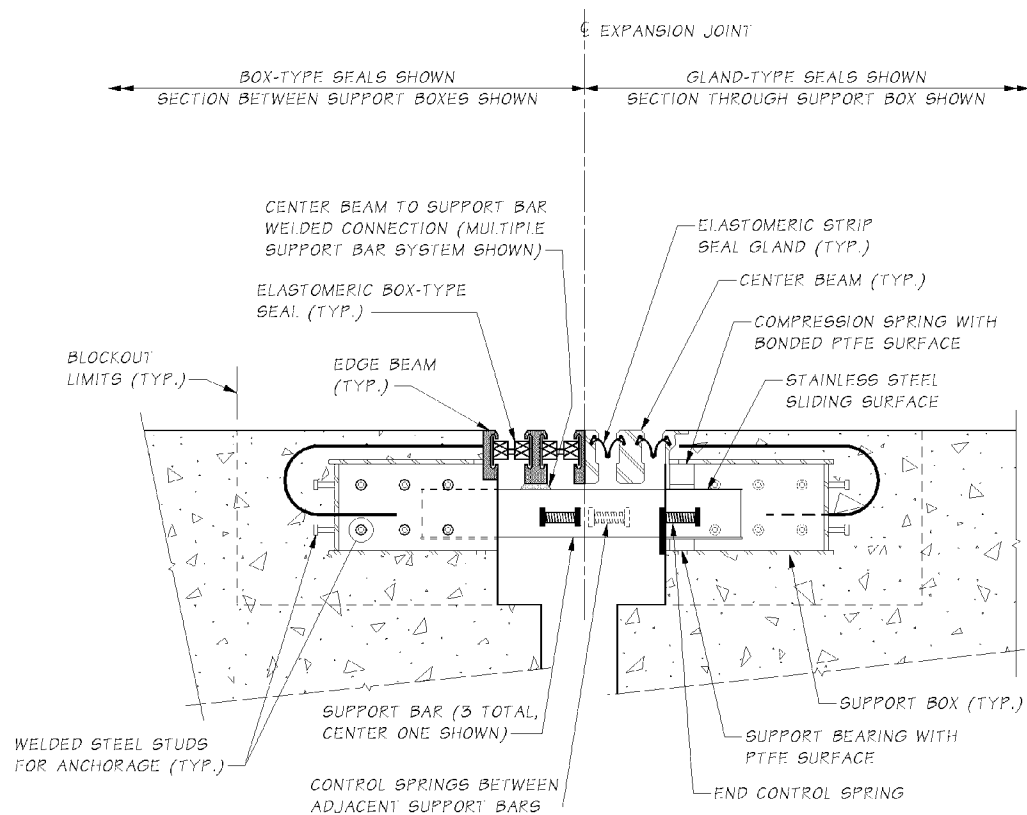 ℄ EXPANSION JOINT
BOX-TYPE SEALS SHOWN
SECTION BETWEEN SUPPORT BOXES SHOWN
GLAND-TYPE SEALS SHOWN
SECTION THROUGH SUPPORT BOX SHOWN
CENTER BEAM TO SUPPORT BAR
WELDED CONNECTION (MULTIPLE
SUPPORT BAR SYSTEM SHOWN)
ELASTOMERIC BOX-TYPE
SEAL (TYP.)
EDGE BEAM
(TYP.)
BLOCKOUT
LIMITS (TYP.)
ELASTOMERIC STRIP
SEAL GLAND (TYP.)
CENTER BEAM (TYP.)
COMPRESSION SPRING WITH
BONDED PTFE SURFACE
STAINLESS STEEL
SLIDING SURFACE
WELDED STEEL STUDS
FOR ANCHORAGE (TYP.)
SUPPORT BAR (3 TOTAL,
CENTER ONE SHOWN)
CONTROL SPRINGS BETWEEN
ADJACENT SUPPORT BARS
SUPPORT BOX (TYP.)
SUPPORT BEARING WITH
PTFE SURFACE
END CONTROL SPRING